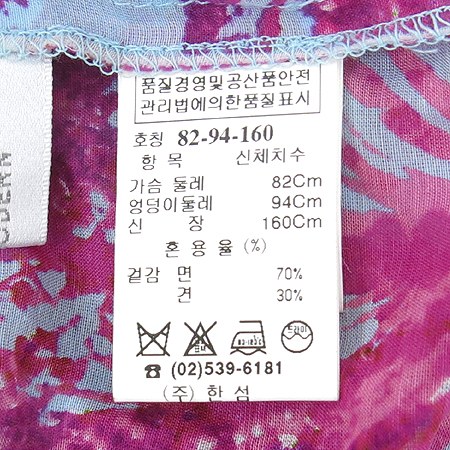 품질경영및공산품안전
관리법에의한품질표시
호칭 82-94-160
항 목 신체치수
가슴 둘레 82Cm
엉덩이둘레 94Cm
신 장 160Cm
혼 용 율 (%)
겉감 면 70%
견 30%
드라이
☎ (02)539-6181
(주) 한 섬